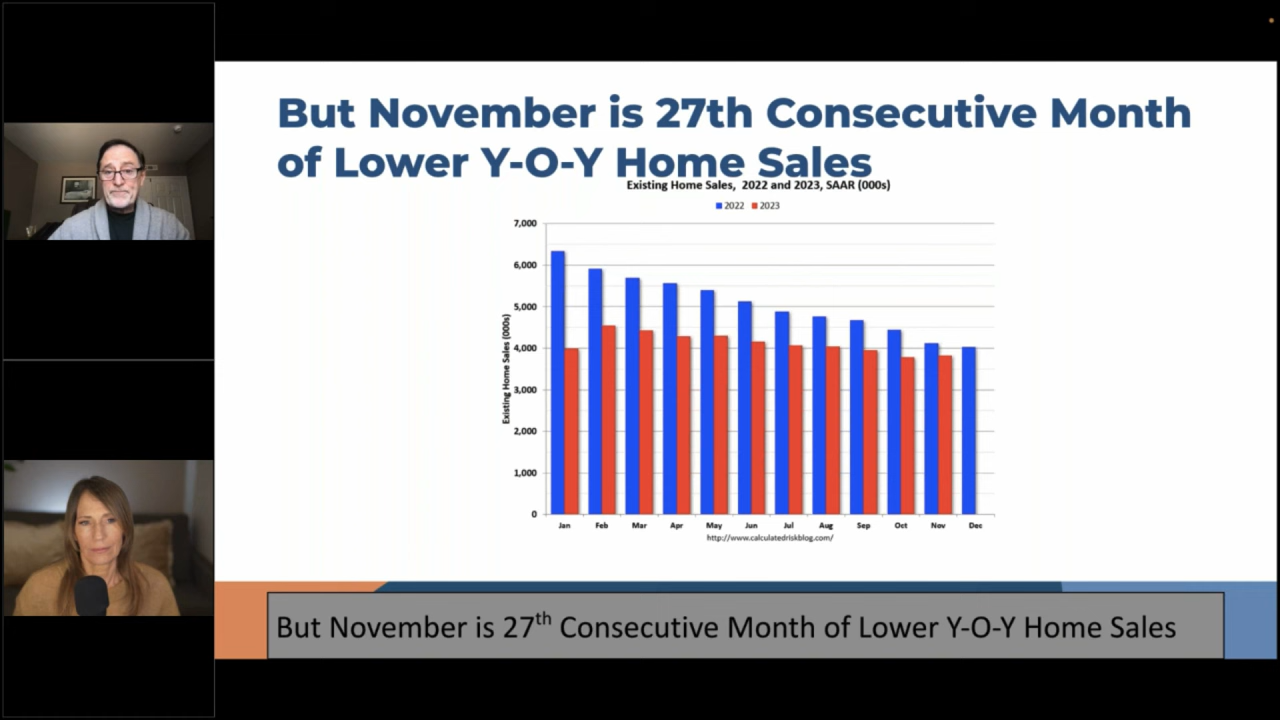 But November is 27th Consecutive Month
of Lower Y-O-Y Home Sales
Existing Home Sales, 2022 and 2023, SAAR (000s)
2022 2023
Existing Home Sales (000s)
7,000
6,000
5,000
4,000
3,000
2,000
1,000
0
Jan Feb Mar Apr May Jun Jul Aug Sep Oct Nov Dec
http://www.calculatedriskblog.com/
But November is 27th Consecutive Month of Lower Y-O-Y Home Sales